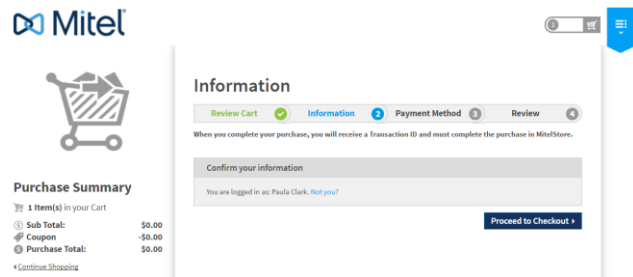 Mitel
1
Information
Review Cart
Information 2
Payment Method 3
Review 4
When you complete your purchase, you will receive a Transaction ID and must complete the purchase in MitelStore.
Confirm your information
You are logged in as: Paula Clark. Not you?
Proceed to Checkout
Purchase Summary
1 Item(s) in your Cart
Sub Total: $0.00
Coupon -$0.00
Purchase Total: $0.00
Continue Shopping